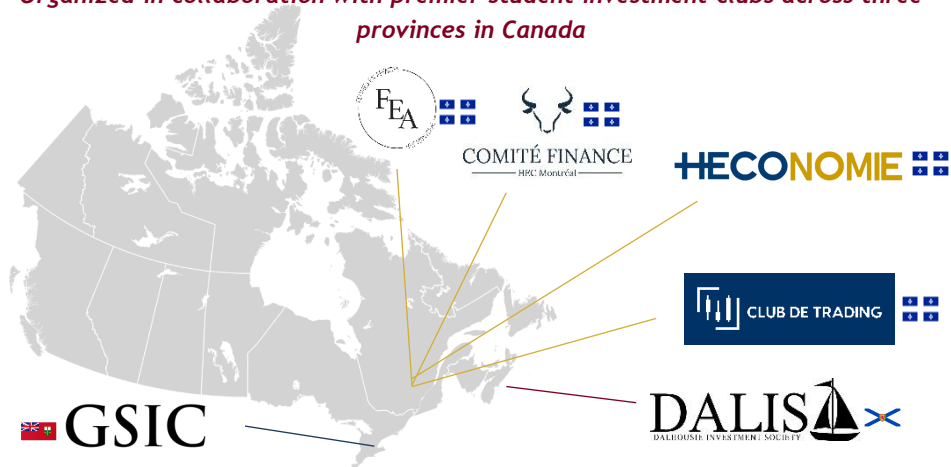 Organized in collaboration with premier student investment clubs across three
provinces in Canada
FEA
COMITÉ FINANCE
HEC Montréal
HECONOMIE
CLUB DE TRADING
GSIC
DALIS
DALHOUSIE INVESTMENT SOCIETY